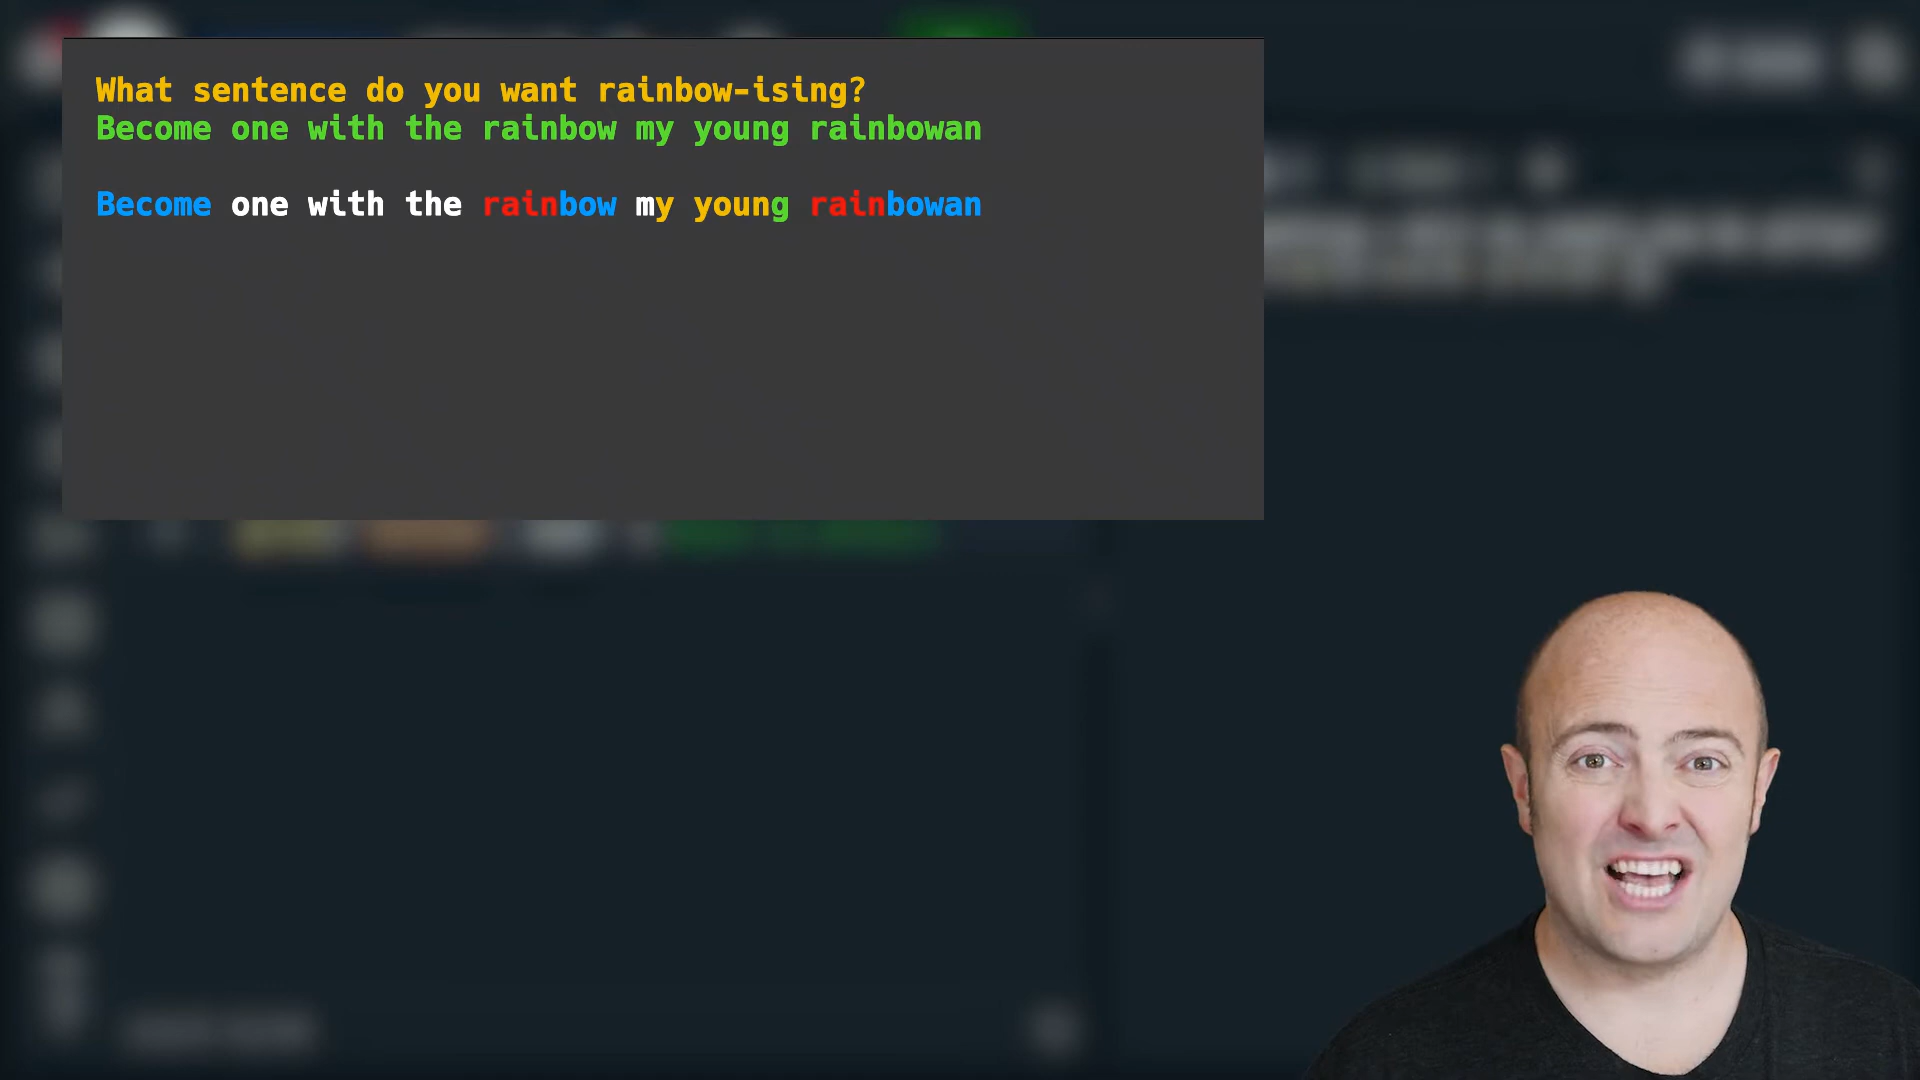 What sentence do you want rainbow-ising?
Become one with the rainbow my young rainbowan
Become one with the rainbow my young rainbowan